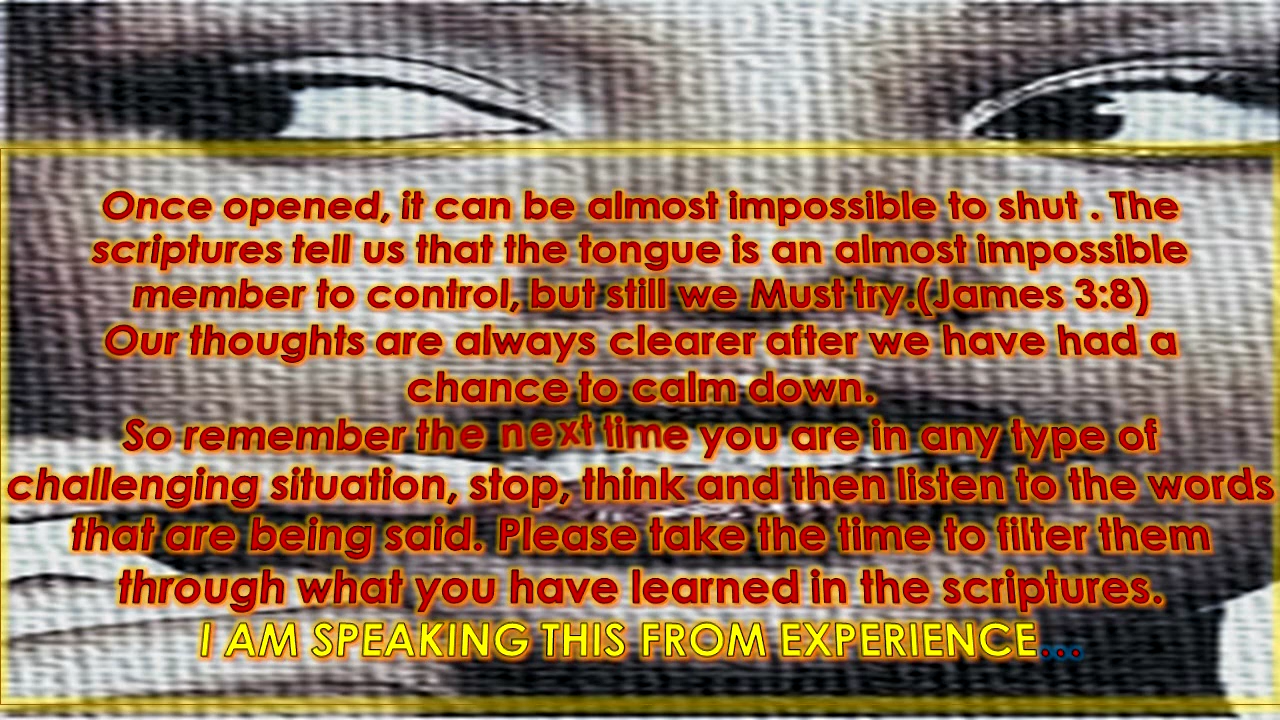 Once opened, it can be almost impossible to shut . The
scriptures tell us that the tongue is an almost impossible
member to control, but still we Must try.(James 3:8)
Our thoughts are always clearer after we have had a
chance to calm down.
So remember the next time you are in any type of
challenging situation, stop, think and then listen to the words
that are being said. Please take the time to filter them
through what you have learned in the scriptures.
I AM SPEAKING THIS FROM EXPERIENCE…